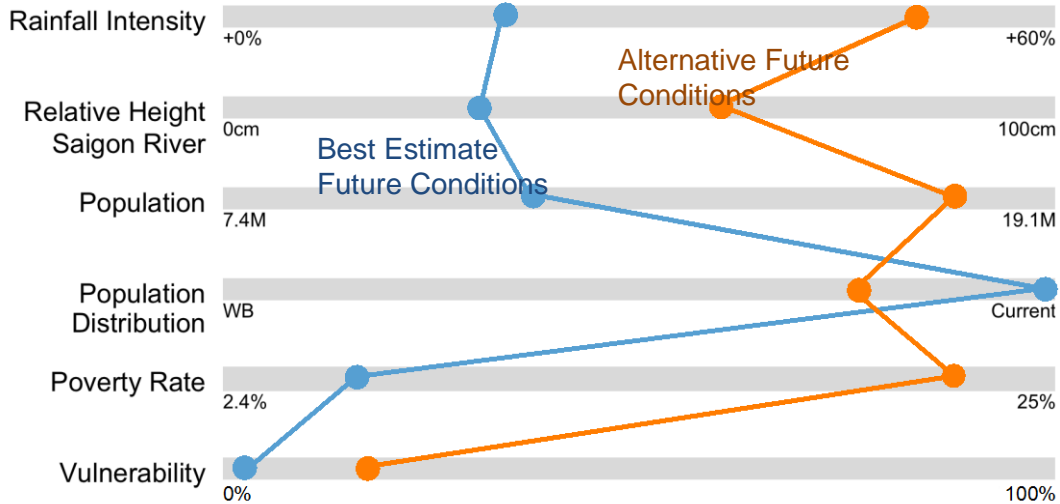 Rainfall Intensity
+0%
+60%
Alternative Future
Conditions
Relative Height
Saigon River
0cm
100cm
Best Estimate
Future Conditions
Population
7.4M
19.1M
Population
Distribution
WB
Current
Poverty Rate
2.4%
25%
Vulnerability
0%
100%